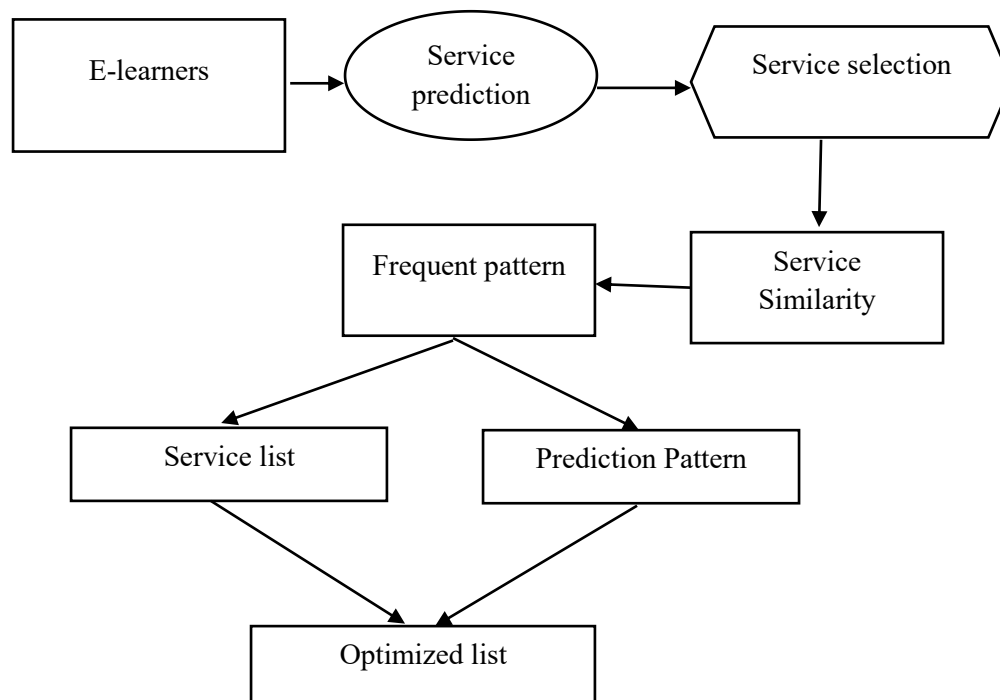 E-learners
Service
prediction
Service selection
Frequent pattern
Service
Similarity
Service list
Prediction Pattern
Optimized list